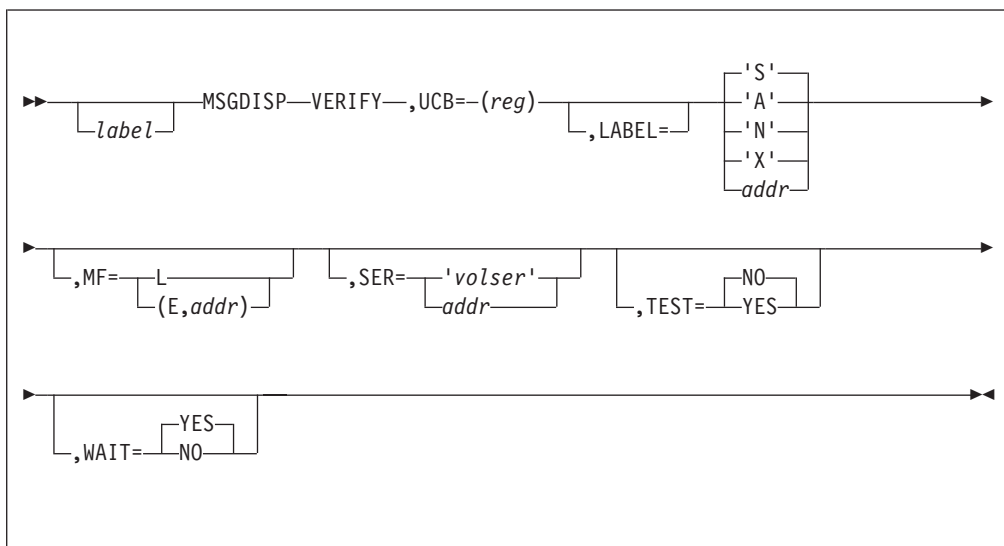 'S'
MSGDISP VERIFY ,UCB= (reg) 'A'
label ,LABEL= 'N'
'X'
addr
,MF= L ,SER= 'volser' NO
(E,addr) addr ,TEST= YES
YES
,WAIT= NO